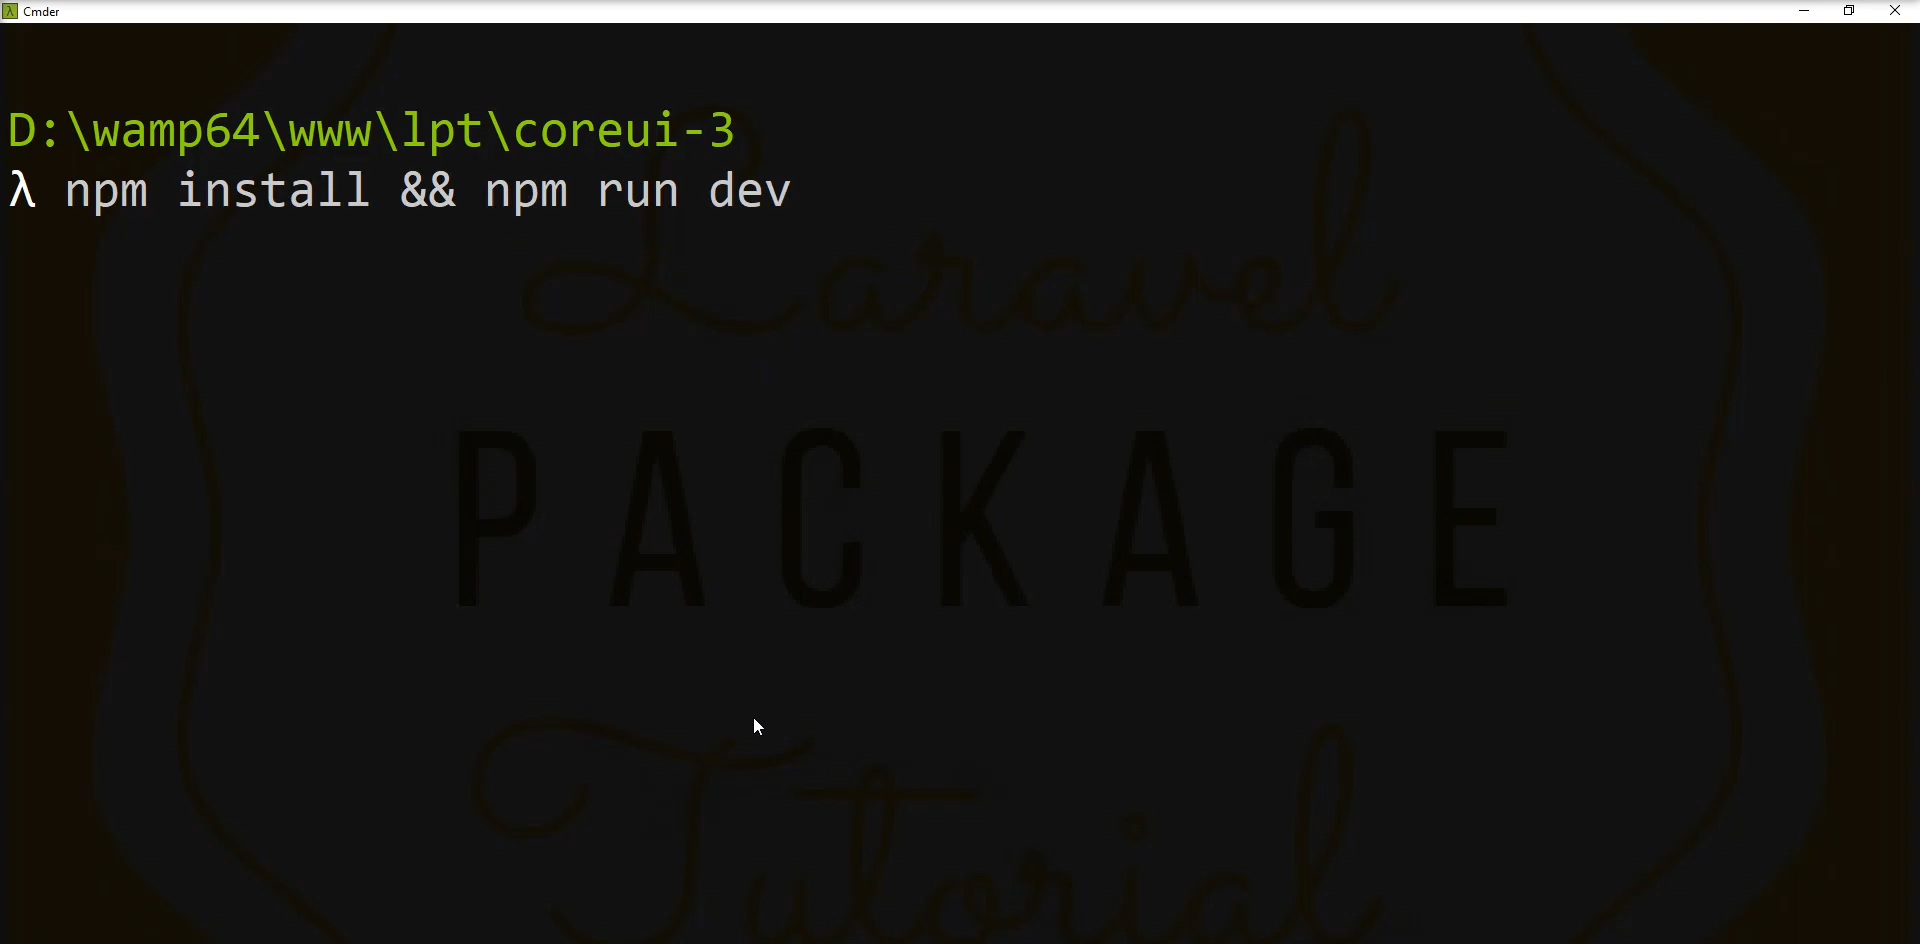 Cmder
D:\wamp64\www\lpt\coreui-3
λ npm install && npm run dev
Laravel
PACKAGE
Tutorial